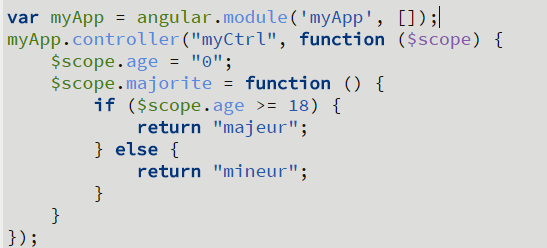 var myApp = angular.module('myApp', []);
myApp.controller("myCtrl", function ($scope) {
    $scope.age = "0";
    $scope.majorite = function () {
        if ($scope.age >= 18) {
            return "majeur";
        } else {
            return "mineur";
        }
    }
});